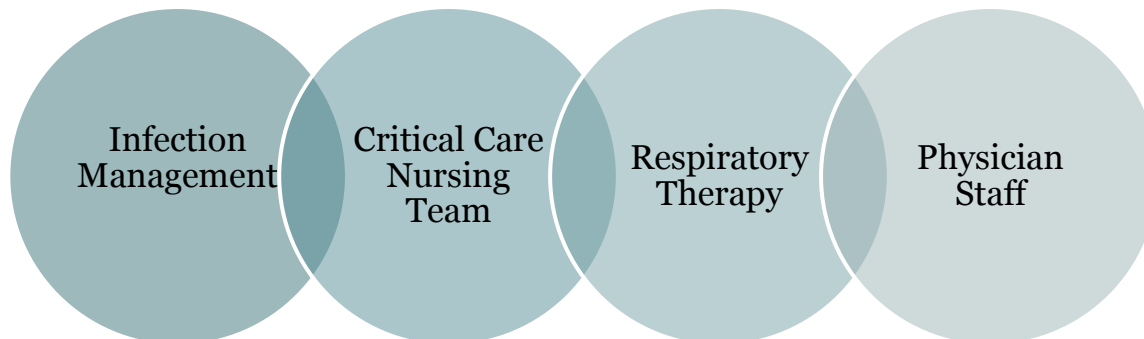 Infection
Management
Critical Care
Nursing
Team
Respiratory
Therapy
Physician
Staff